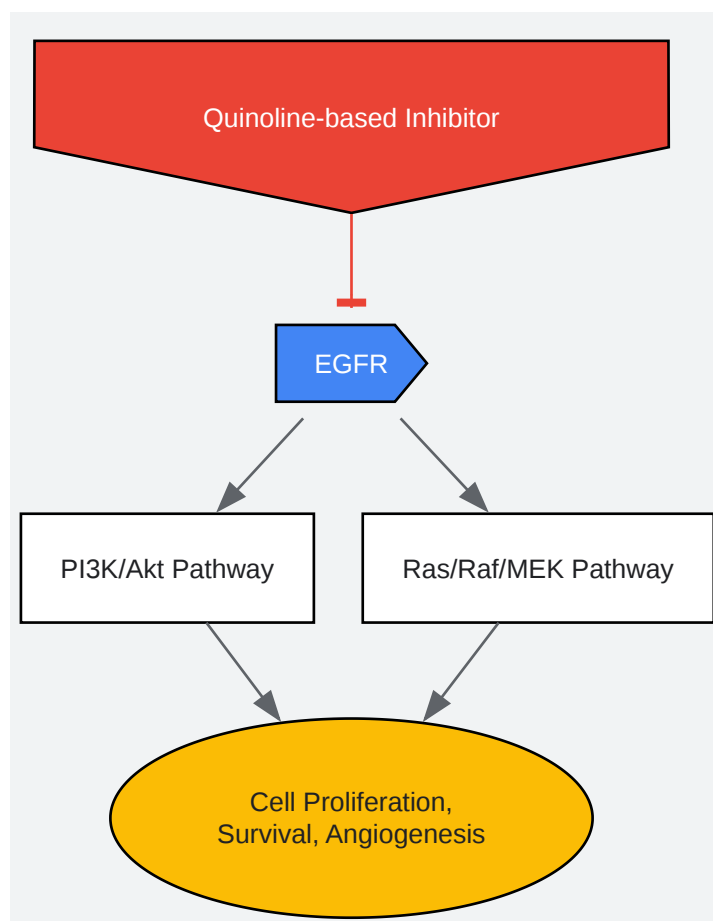 Quinoline-based Inhibitor
EGFR
PI3K/Akt Pathway
Ras/Raf/MEK Pathway
Cell Proliferation,
Survival, Angiogenesis